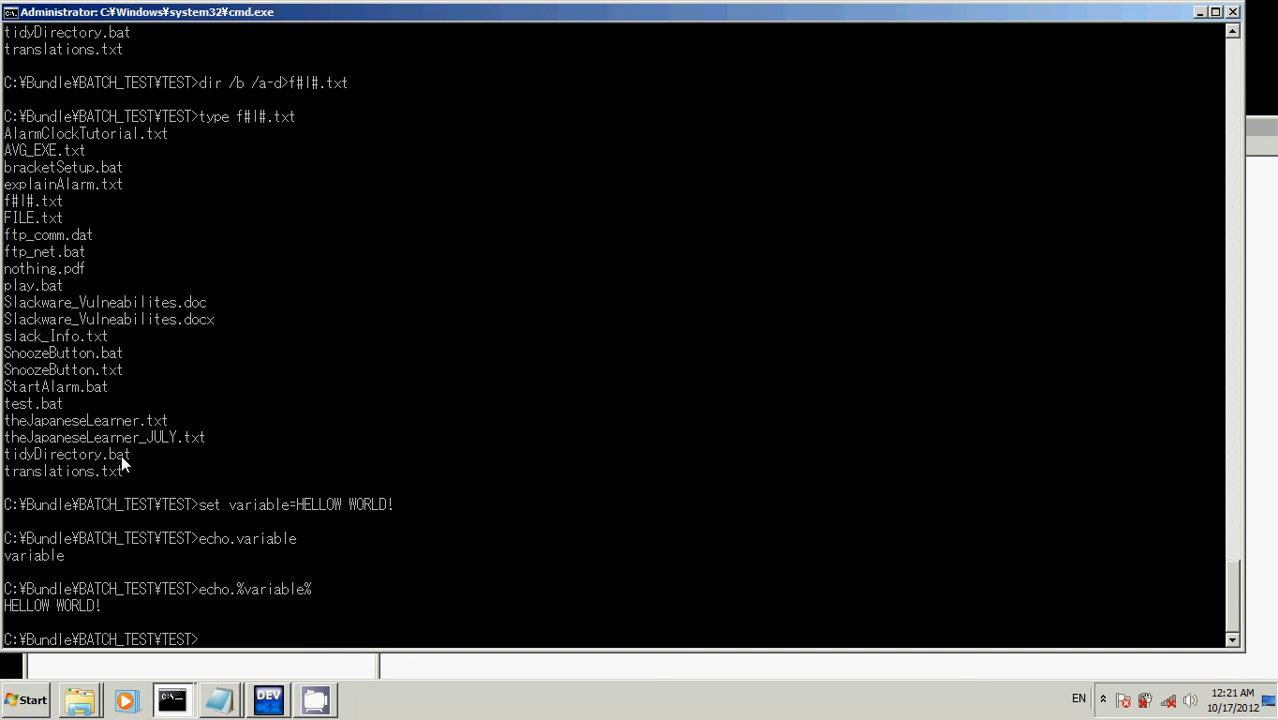 Administrator: C:¥Windows¥system32¥cmd.exe
tidyDirectory.bat
translations.txt
C:¥Bundle¥BATCH_TEST¥TEST>dir /b /a-d>f#l#.txt
C:¥Bundle¥BATCH_TEST¥TEST>type f#l#.txt
AlarmClockTutorial.txt
AVG_EXE.txt
bracketSetup.bat
explainAlarm.txt
f#l#.txt
FILE.txt
ftp_comm.dat
ftp_net.bat
nothing.pdf
play.bat
Slackware_Vulneabilites.doc
Slackware_Vulneabilites.docx
slack_Info.txt
SnoozeButton.bat
SnoozeButton.txt
StartAlarm.bat
test.bat
theJapaneseLearner.txt
theJapaneseLearner_JULY.txt
tidyDirectory.bat
translations.txt
C:¥Bundle¥BATCH_TEST¥TEST>set variable=HELLOW WORLD!
C:¥Bundle¥BATCH_TEST¥TEST>echo.variable
variable
C:¥Bundle¥BATCH_TEST¥TEST>echo.%variable%
HELLOW WORLD!
C:¥Bundle¥BATCH_TEST¥TEST>
Start
C:\.
DEV
EN
12:21 AM
10/17/2012